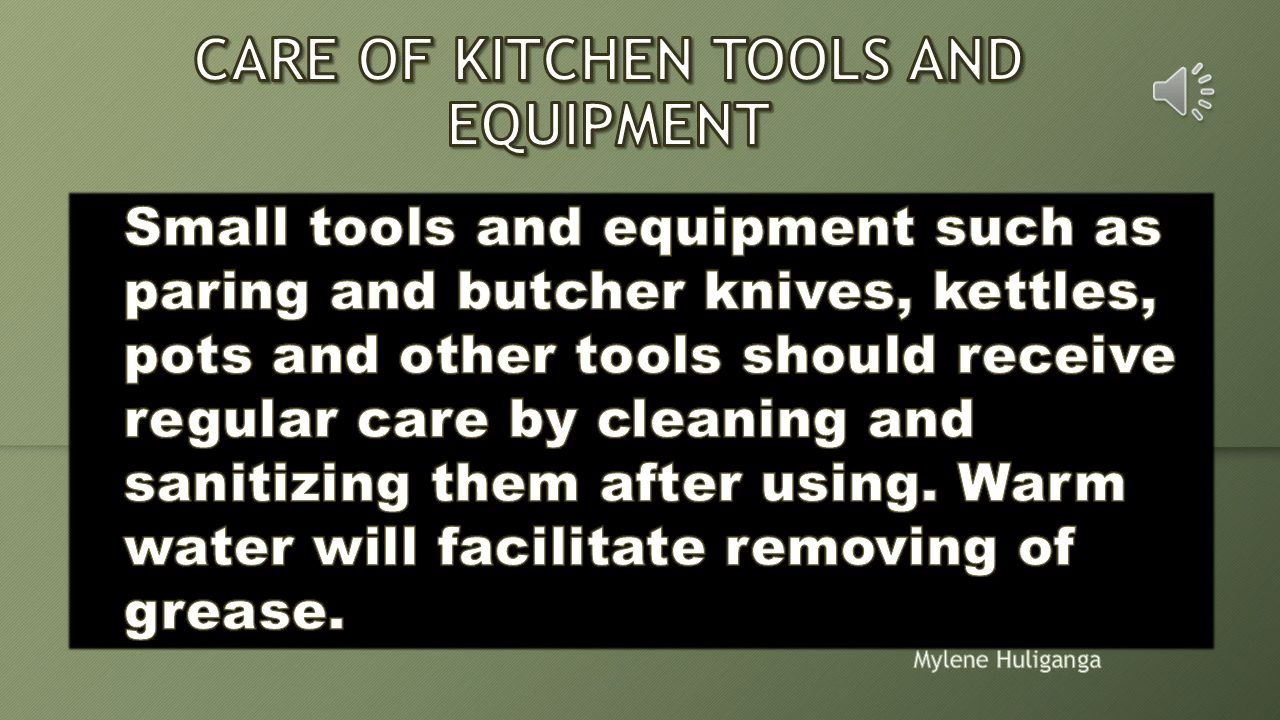 CARE OF KITCHEN TOOLS AND
EQUIPMENT
Small tools and equipment such as
paring and butcher knives, kettles,
pots and other tools should receive
regular care by cleaning and
sanitizing them after using. Warm
water will facilitate removing of
grease.
Mylene Huliganga